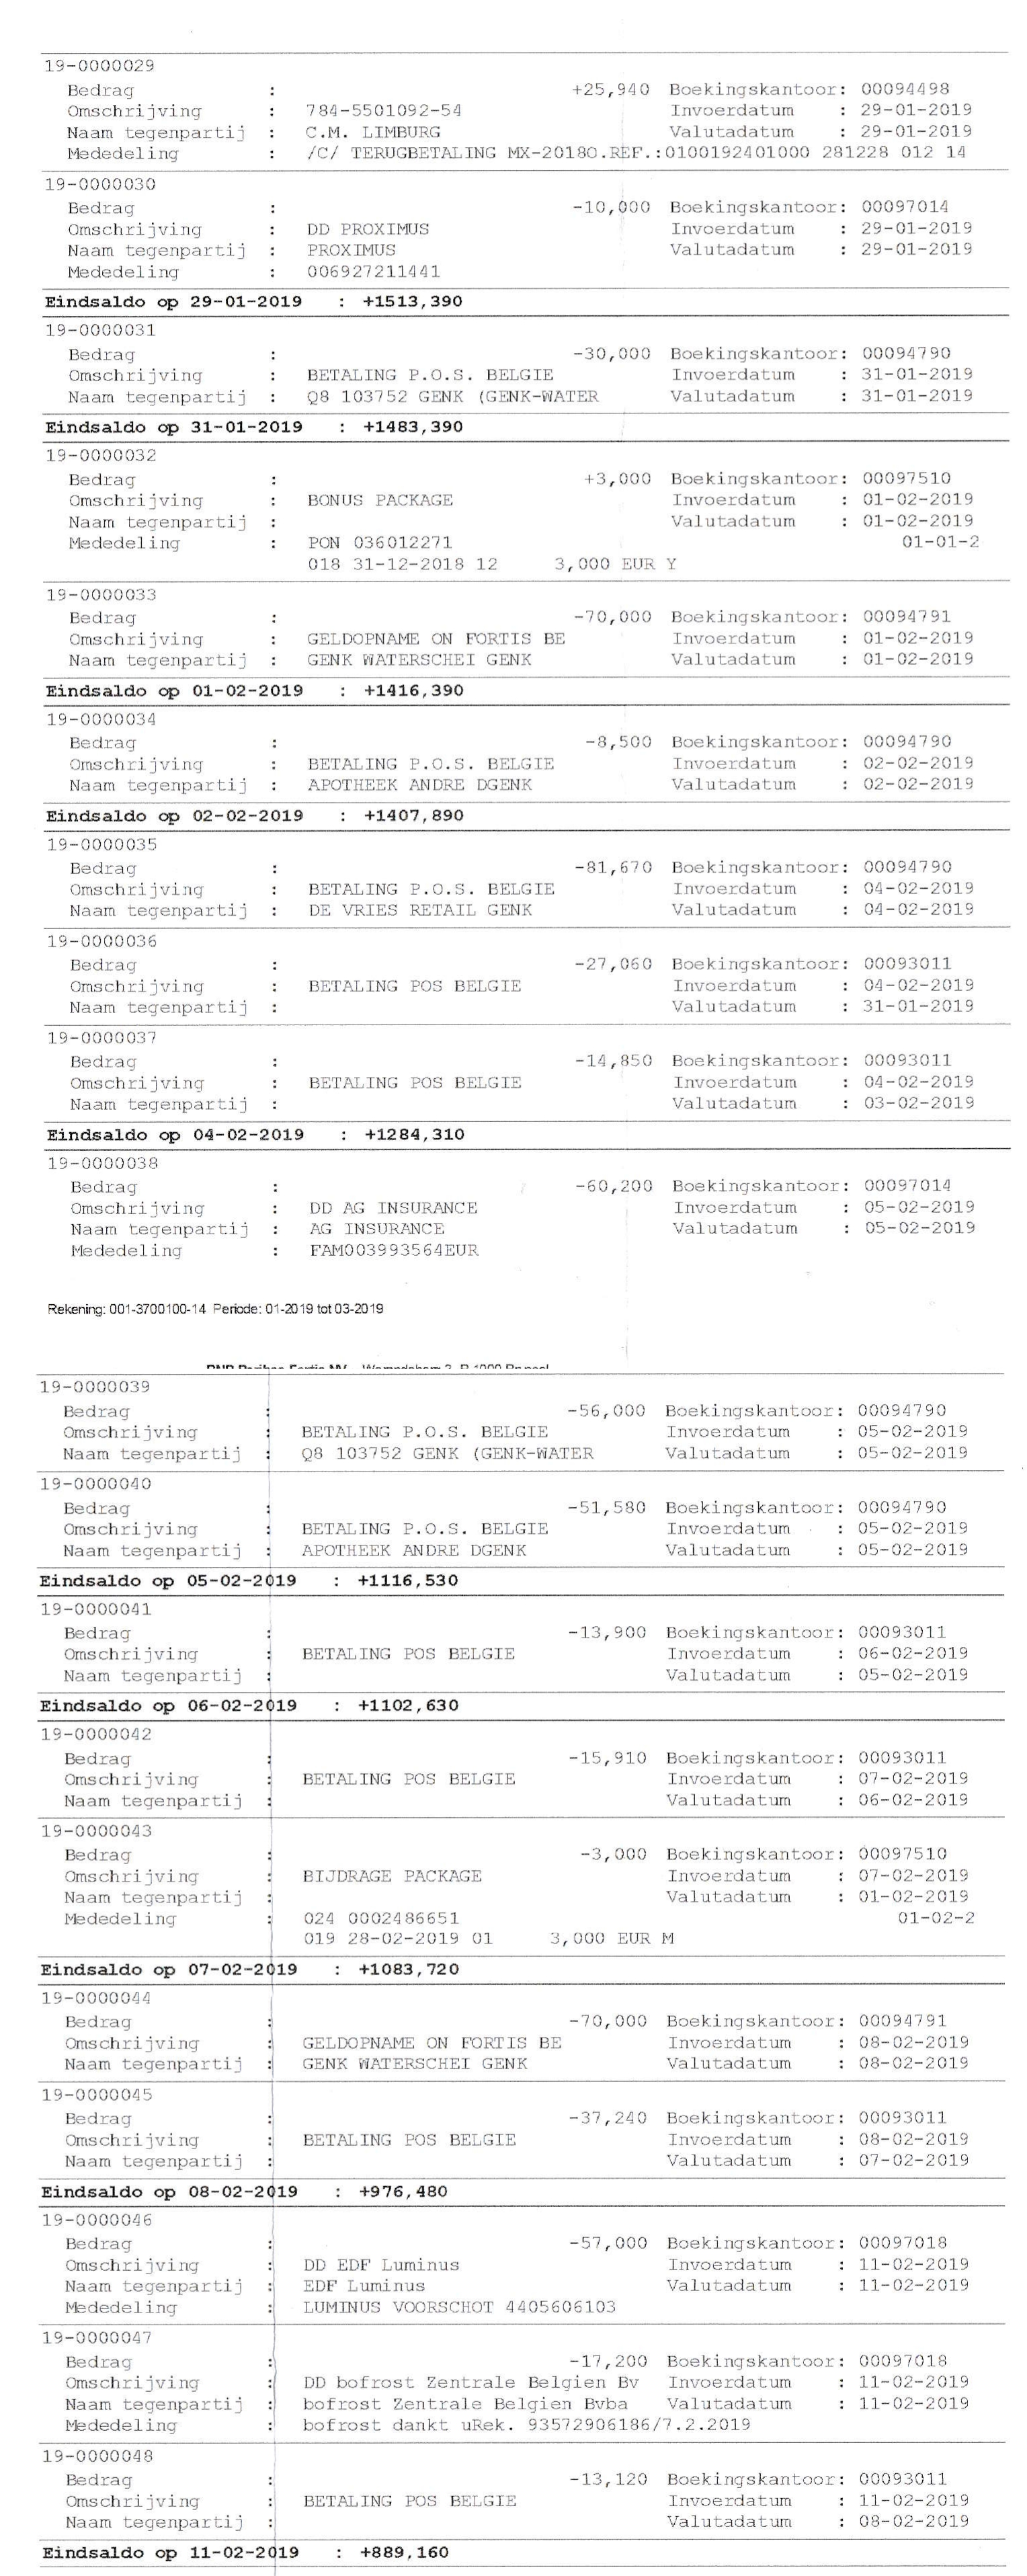 19-0000029
Bedrag : +25,940 Boekingskantoor: 00094498
Omschrijving : 784-5501092-54 Invoerdatum : 29-01-2019
Naam tegenpartij : C.M. LIMBURG Valutadatum : 29-01-2019
Mededeling : /C/ TERUGBETALING MX-20180.REF.:0100192401000 281228 012 14
19-0000030
Bedrag : -10,000 Boekingskantoor: 00097014
Omschrijving : DD PROXIMUS Invoerdatum : 29-01-2019
Naam tegenpartij : PROXIMUS Valutadatum : 29-01-2019
Mededeling : 006927211441
Eindsaldo op 29-01-2019 : +1513,390
19-0000031
Bedrag : -30,000 Boekingskantoor: 00094790
Omschrijving : BETALING P.O.S. BELGIE Invoerdatum : 31-01-2019
Naam tegenpartij : Q8 103752 GENK (GENK-WATER Valutadatum : 31-01-2019
Eindsaldo op 31-01-2019 : +1483,390
19-0000032
Bedrag : +3,000 Boekingskantoor: 00097510
Omschrijving : BONUS PACKAGE Invoerdatum : 01-02-2019
Naam tegenpartij : Valutadatum : 01-02-2019
Mededeling : PON 036012271 01-01-2
018 31-12-2018 12 3,000 EUR Y
19-0000033
Bedrag : -70,000 Boekingskantoor: 00094791
Omschrijving : GELDOPNAME ON FORTIS BE Invoerdatum : 01-02-2019
Naam tegenpartij : GENK WATERSCHEI GENK Valutadatum : 01-02-2019
Eindsaldo op 01-02-2019 : +1416,390
19-0000034
Bedrag : -8,500 Boekingskantoor: 00094790
Omschrijving : BETALING P.O.S. BELGIE Invoerdatum : 02-02-2019
Naam tegenpartij : APOTHEEK ANDRE DGENK Valutadatum : 02-02-2019
Eindsaldo op 02-02-2019 : +1407,890
19-0000035
Bedrag : -81,670 Boekingskantoor: 00094790
Omschrijving : BETALING P.O.S. BELGIE Invoerdatum : 04-02-2019
Naam tegenpartij : DE VRIES RETAIL GENK Valutadatum : 04-02-2019
19-0000036
Bedrag : -27,060 Boekingskantoor: 00093011
Omschrijving : BETALING POS BELGIE Invoerdatum : 04-02-2019
Naam tegenpartij : Valutadatum : 31-01-2019
19-0000037
Bedrag : -14,850 Boekingskantoor: 00093011
Omschrijving : BETALING POS BELGIE Invoerdatum : 04-02-2019
Naam tegenpartij : Valutadatum : 03-02-2019
Eindsaldo op 04-02-2019 : +1284,310
19-0000038
Bedrag : -60,200 Boekingskantoor: 00097014
Omschrijving : DD AG INSURANCE Invoerdatum : 05-02-2019
Naam tegenpartij : AG INSURANCE Valutadatum : 05-02-2019
Mededeling : FAM003993564EUR
Rekening: 001-3700100-14 Periode: 01-2019 tot 03-2019
19-0000039
Bedrag : -56,000 Boekingskantoor: 00094790
Omschrijving : BETALING P.O.S. BELGIE Invoerdatum : 05-02-2019
Naam tegenpartij : Q8 103752 GENK (GENK-WATER Valutadatum : 05-02-2019
19-0000040
Bedrag : -51,580 Boekingskantoor: 00094790
Omschrijving : BETALING P.O.S. BELGIE Invoerdatum : 05-02-2019
Naam tegenpartij : APOTHEEK ANDRE DGENK Valutadatum : 05-02-2019
Eindsaldo op 05-02-2019 : +1116,530
19-0000041
Bedrag : -13,900 Boekingskantoor: 00093011
Omschrijving : BETALING POS BELGIE Invoerdatum : 06-02-2019
Naam tegenpartij : Valutadatum : 05-02-2019
Eindsaldo op 06-02-2019 : +1102,630
19-0000042
Bedrag : -15,910 Boekingskantoor: 00093011
Omschrijving : BETALING POS BELGIE Invoerdatum : 07-02-2019
Naam tegenpartij : Valutadatum : 06-02-2019
19-0000043
Bedrag : -3,000 Boekingskantoor: 00097510
Omschrijving : BIJDRAGE PACKAGE Invoerdatum : 07-02-2019
Naam tegenpartij : Valutadatum : 01-02-2019
Mededeling : 024 0002486651 01-02-2
019 28-02-2019 01 3,000 EUR M
Eindsaldo op 07-02-2019 : +1083,720
19-0000044
Bedrag : -70,000 Boekingskantoor: 00094791
Omschrijving : GELDOPNAME ON FORTIS BE Invoerdatum : 08-02-2019
Naam tegenpartij : GENK WATERSCHEI GENK Valutadatum : 08-02-2019
19-0000045
Bedrag : -37,240 Boekingskantoor: 00093011
Omschrijving : BETALING POS BELGIE Invoerdatum : 08-02-2019
Naam tegenpartij : Valutadatum : 07-02-2019
Eindsaldo op 08-02-2019 : +976,480
19-0000046
Bedrag : -57,000 Boekingskantoor: 00097018
Omschrijving : DD EDF Luminus Invoerdatum : 11-02-2019
Naam tegenpartij : EDF Luminus Valutadatum : 11-02-2019
Mededeling : LUMINUS VOORSCHOT 4405606103
19-0000047
Bedrag : -17,200 Boekingskantoor: 00097018
Omschrijving : DD bofrost Zentrale Belgien Bv Invoerdatum : 11-02-2019
Naam tegenpartij : bofrost Zentrale Belgien Bvba Valutadatum : 11-02-2019
Mededeling : bofrost dankt uRek. 93572906186/7.2.2019
19-0000048
Bedrag : -13,120 Boekingskantoor: 00093011
Omschrijving : BETALING POS BELGIE Invoerdatum : 11-02-2019
Naam tegenpartij : Valutadatum : 08-02-2019
Eindsaldo op 11-02-2019 : +889,160